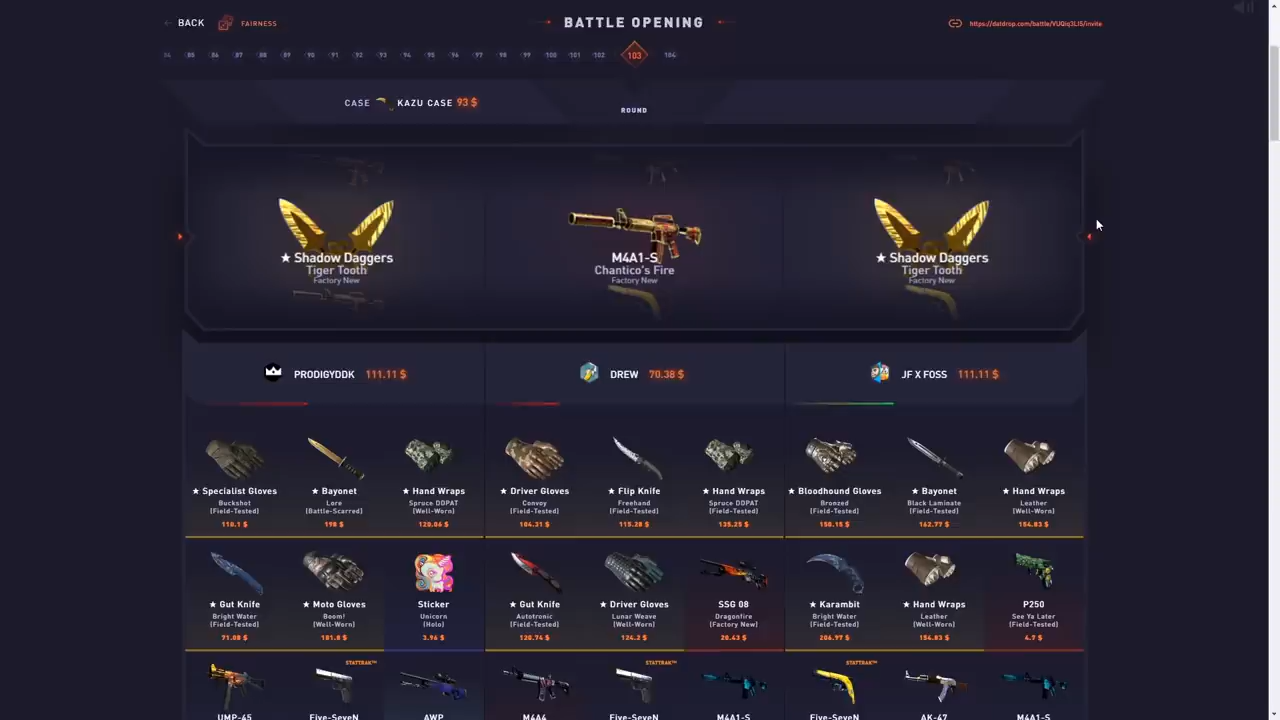 ← BACK FAIRNESS
BATTLE OPENING
https://datdrop.com/battle/VUQiq3LIS/invite
84 85 86 87 88 89 90 91 92 93 94 95 96 97 98 99 100 101 102 103 104
CASE KAZU CASE 93 $
ROUND
★ Shadow Daggers
Tiger Tooth
Factory New
M4A1-S
Chantico's Fire
Factory New
★ Shadow Daggers
Tiger Tooth
Factory New
PRODIGYDDK 111.11 $
DREW 70.38 $
JF X FOSS 111.11 $
★ Specialist Gloves
Buckshot
(Field-Tested)
110.1 $
★ Bayonet
Lore
(Battle-Scarred)
198 $
★ Hand Wraps
Spruce DDPAT
(Well-Worn)
120.06 $
★ Driver Gloves
Convoy
(Field-Tested)
104.31 $
★ Flip Knife
Freehand
(Field-Tested)
115.28 $
★ Hand Wraps
Spruce DDPAT
(Field-Tested)
135.25 $
★ Bloodhound Gloves
Bronzed
(Field-Tested)
150.15 $
★ Bayonet
Black Laminate
(Field-Tested)
162.77 $
★ Hand Wraps
Leather
(Well-Worn)
154.83 $
★ Gut Knife
Bright Water
(Field-Tested)
71.08 $
★ Moto Gloves
Boom!
(Well-Worn)
181.8 $
Sticker
Unicorn
(Holo)
3.96 $
★ Gut Knife
Autotronic
(Field-Tested)
120.74 $
★ Driver Gloves
Lunar Weave
(Well-Worn)
124.2 $
SSG 08
Dragonfire
(Factory New)
20.43 $
★ Karambit
Bright Water
(Field-Tested)
206.97 $
★ Hand Wraps
Leather
(Well-Worn)
154.83 $
P250
See Ya Later
(Field-Tested)
4.7 $
UMP-45
STATTRAK™
Five-SeveN
AWP
M4A4
STATTRAK™
Five-SeveN
M4A1-S
STATTRAK™
Five-SeveN
AK-47
M4A1-S